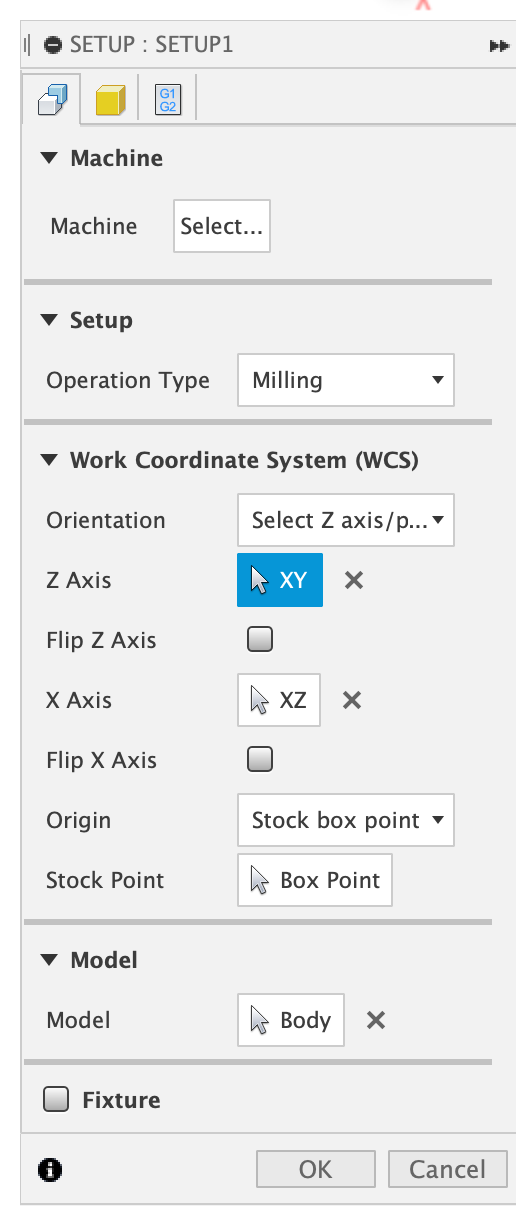 SETUP : SETUP1
G1
G2
Machine
Machine Select...
Setup
Operation Type Milling
Work Coordinate System (WCS)
Orientation Select Z axis/p...
Z Axis XY
Flip Z Axis
X Axis XZ
Flip X Axis
Origin Stock box point
Stock Point Box Point
Model
Model Body
Fixture
OK Cancel